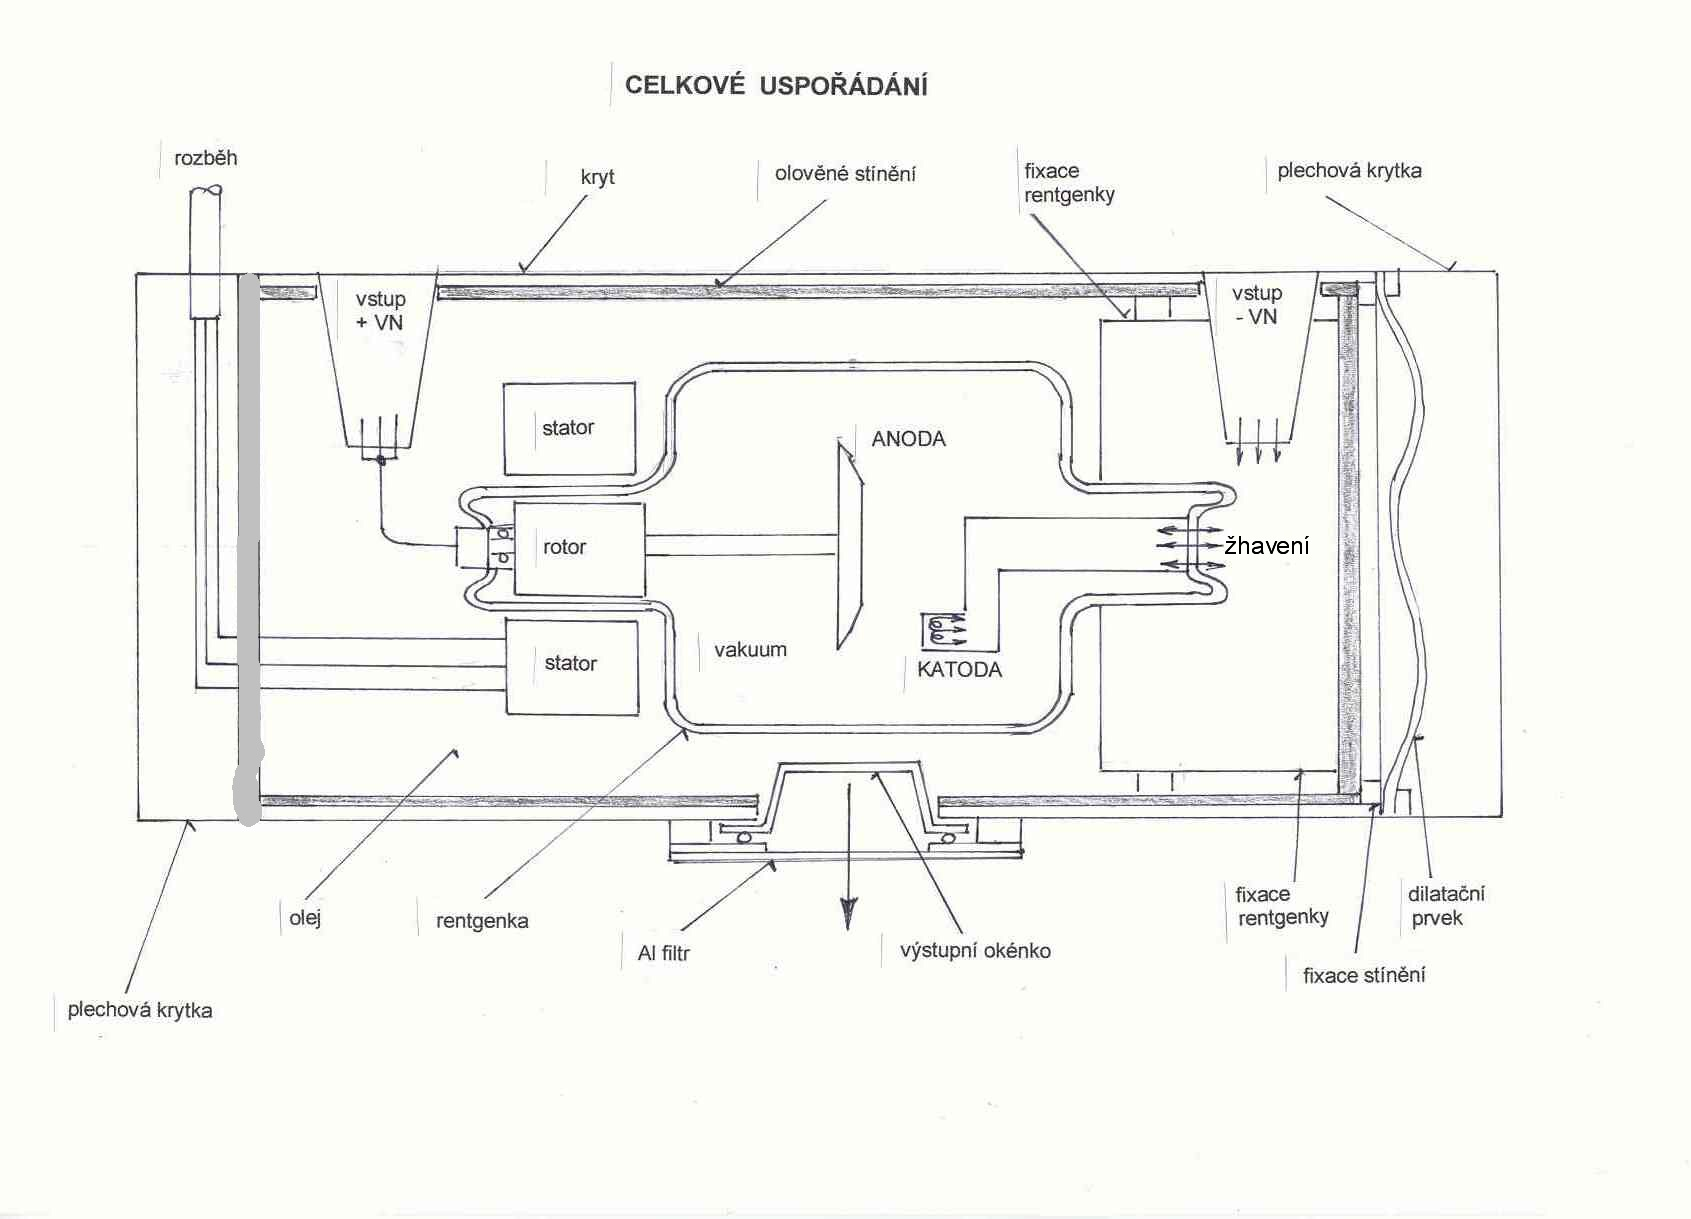 CELKOVÉ USPOŘÁDÁNÍ
rozběh
kryt
olověné stínění
fixace
rentgenky
plechová krytka
vstup
+ VN
vstup
- VN
stator
ANODA
rotor
žhavení
stator
vakuum
KATODA
olej
rentgenka
Al filtr
výstupní okénko
fixace
rentgenky
dilatační
prvek
fixace stínění
plechová krytka